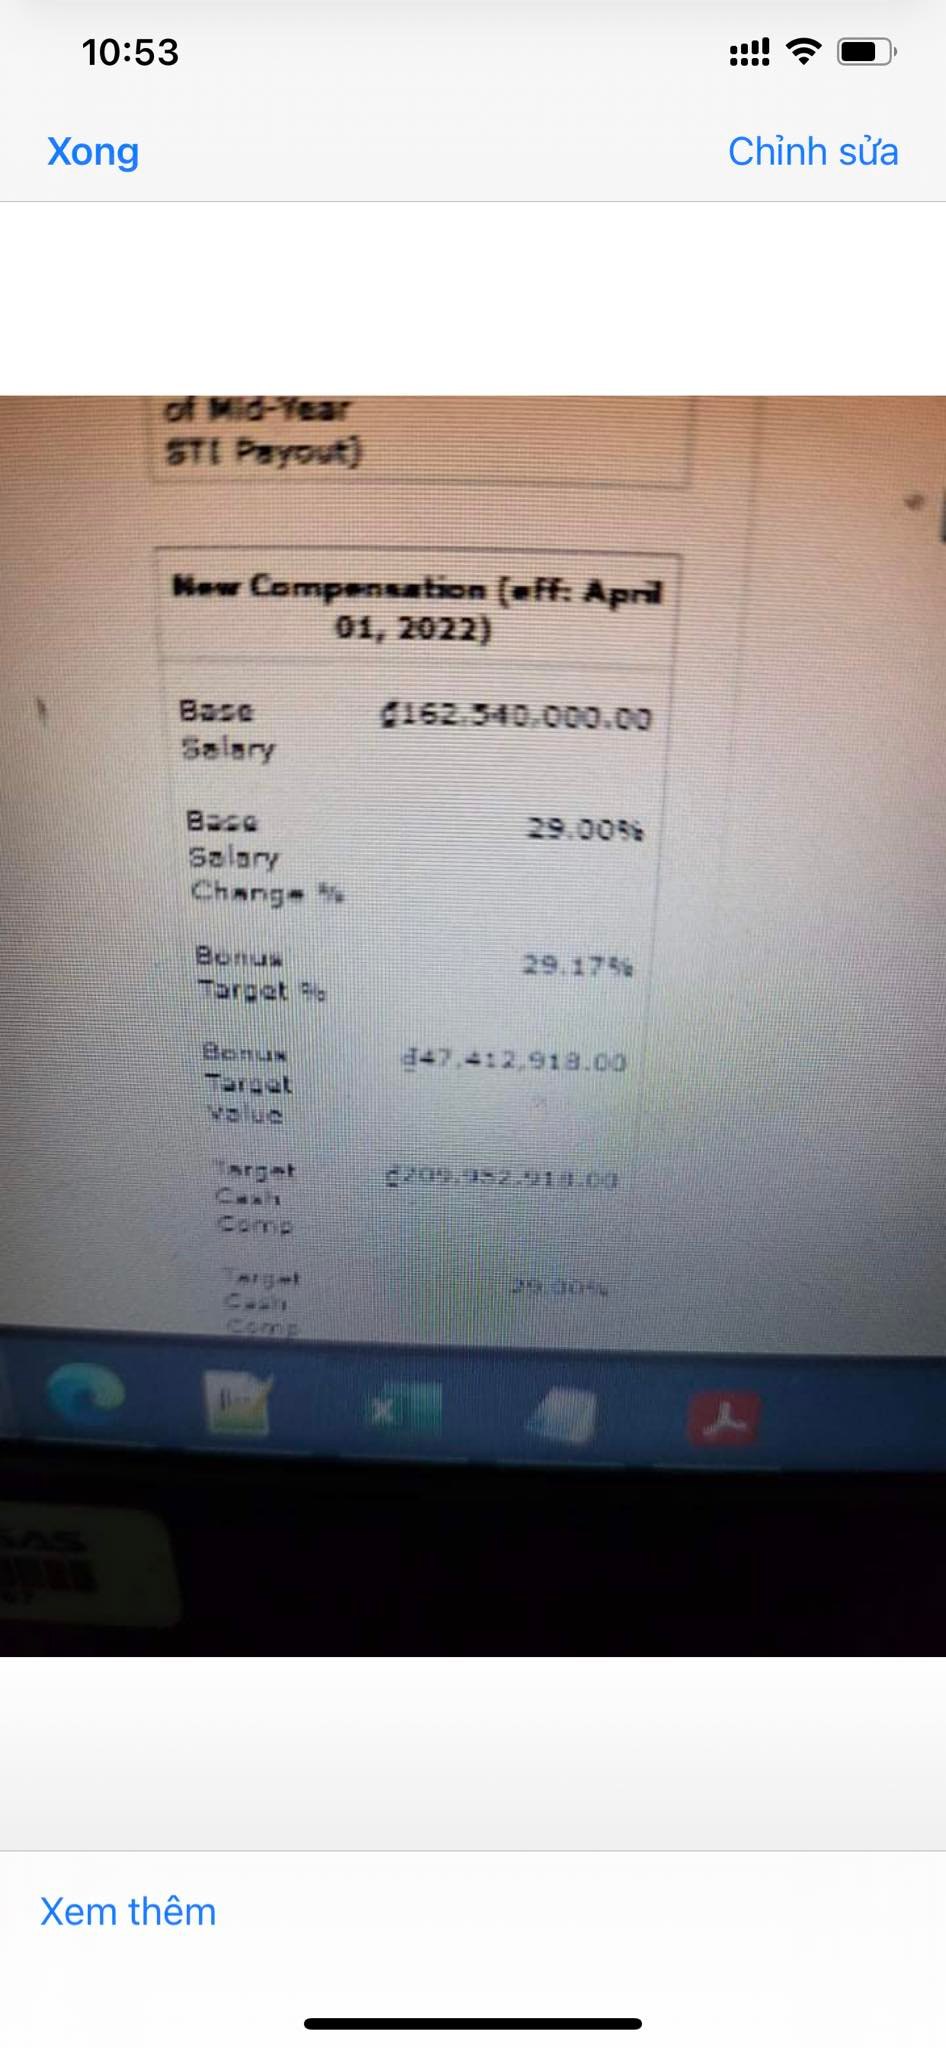 10:53
Xong
Chỉnh sửa
of Mid-Year
STI Payout)
New Compensation (eff: April
01, 2022)
Base ₫162,540,000.00
Salary
Base 29.00%
Salary
Change %
Bonus 29.17%
Target %
Bonus ₫47,412,918.00
Target
Value
Target ₫209,952,918.00
Cash
Comp
Target
Cash
Comp
Xem thêm